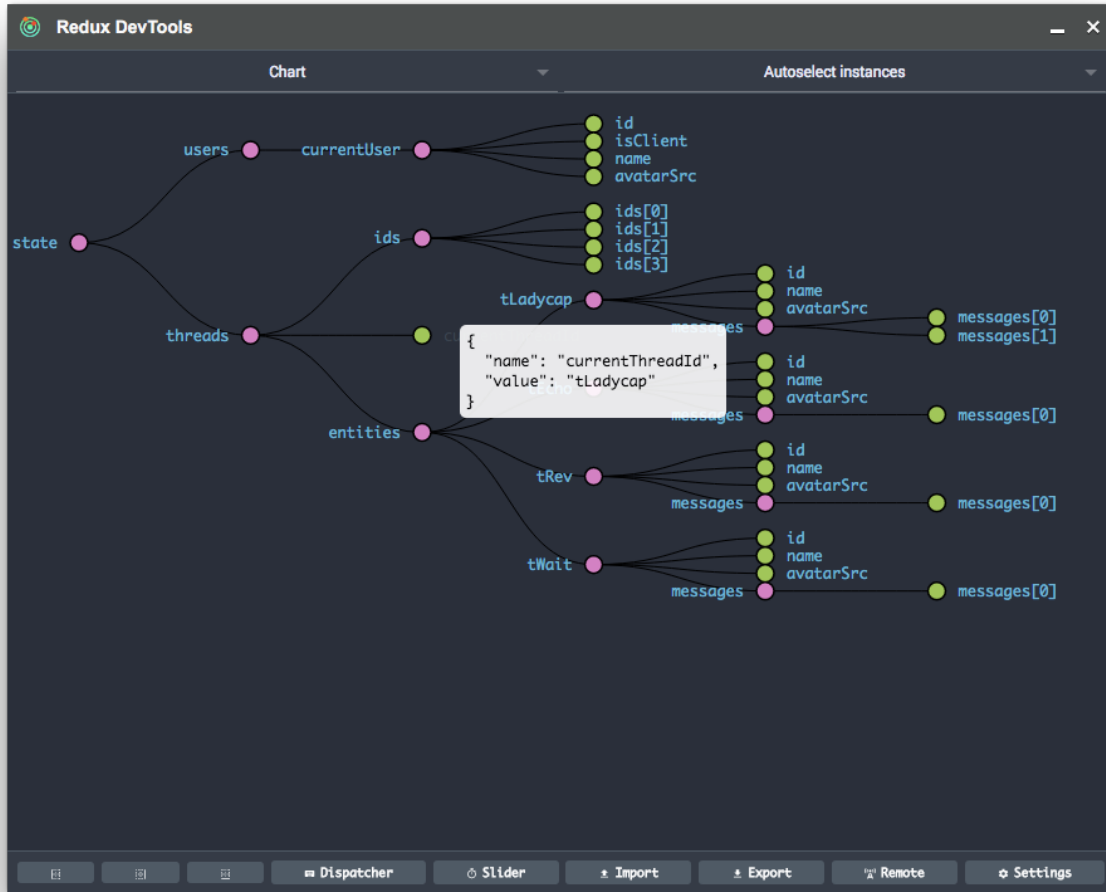 Redux DevTools
Chart
Autoselect instances
id
isClient
name
avatarSrc
users
currentUser
state
ids
ids[0]
ids[1]
ids[2]
ids[3]
threads
{
"name": "currentThreadId",
"value": "tLadycap"
}
entities
tLadycap
id
name
avatarSrc
messages
messages[0]
messages[1]
id
name
avatarSrc
messages
messages[0]
tRev
id
name
avatarSrc
messages
messages[0]
tWait
id
name
avatarSrc
messages
messages[0]
Dispatcher
Slider
Import
Export
Remote
Settings